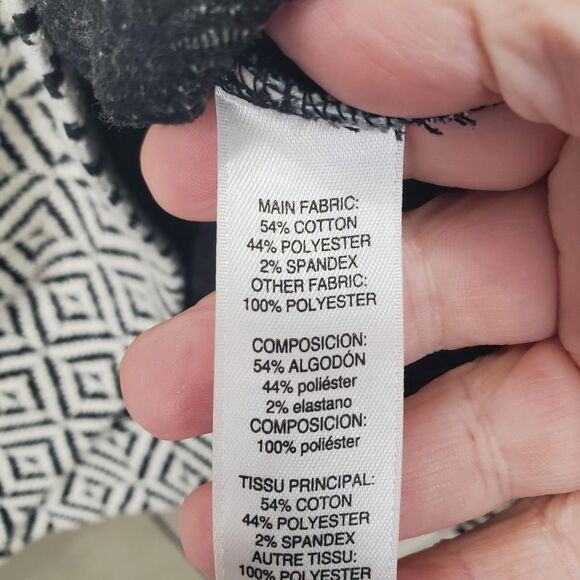 MAIN FABRIC:
54% COTTON
44% POLYESTER
2% SPANDEX
OTHER FABRIC:
100% POLYESTER
COMPOSICION:
54% ALGODÓN
44% poliéster
2% elastano
COMPOSICION:
100% poliéster
TISSU PRINCIPAL:
54% COTON
44% POLYESTER
2% SPANDEX
AUTRE TISSU:
100% POLYESTER